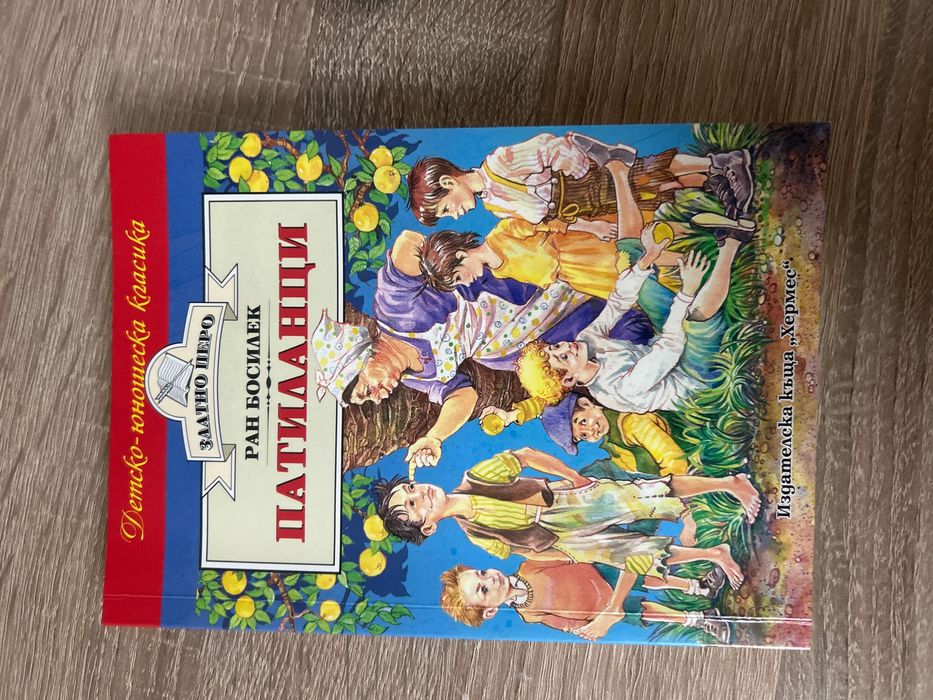 Детско-юношеска класика
ЗЛАТНО ПЕРО
РАН БОСИЛЕК
ПАТИЛАНЦИ
Издателска къща „Хермес“